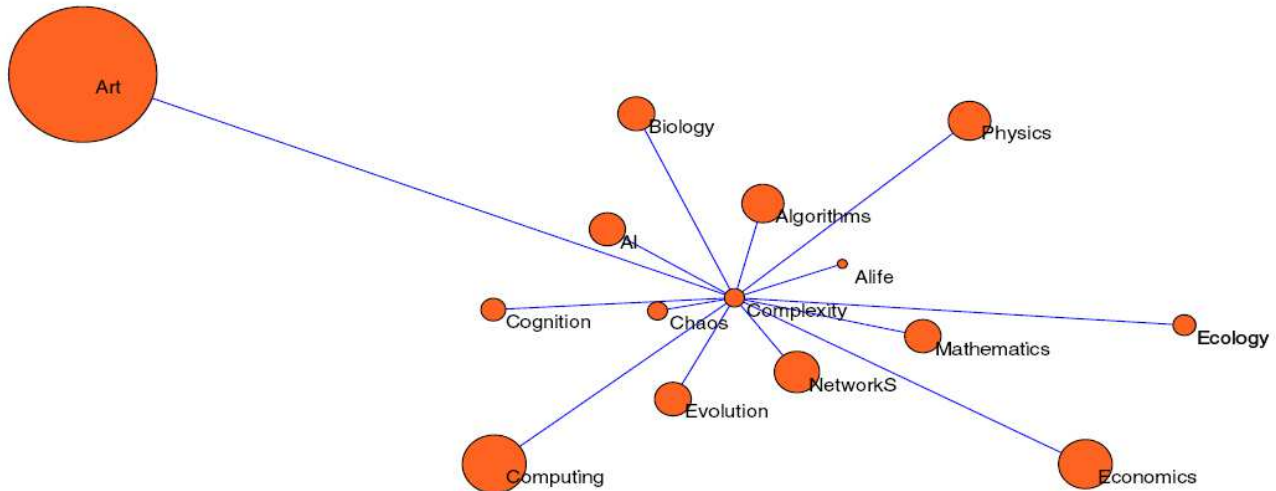 Art
Biology
Physics
Algorithms
AI
Alife
Complexity
Cognition
Chaos
Ecology
Mathematics
NetworkS
Evolution
Computing
Economics